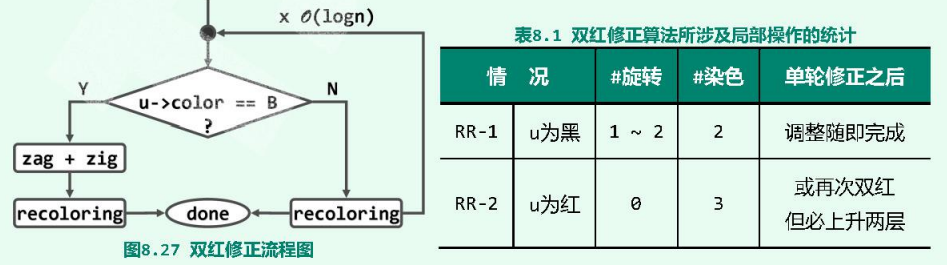 x O(logn)
Y
u->color == B
?
N
zag + zig
recoloring
done
recoloring
图8.27 双红修正流程图
表8.1 双红修正算法所涉及局部操作的统计
情 况 #旋转 #染色 单轮修正之后
RR-1 u为黑 1 ~ 2 2 调整随即完成
RR-2 u为红 0 3 或再次双红
但必上升两层